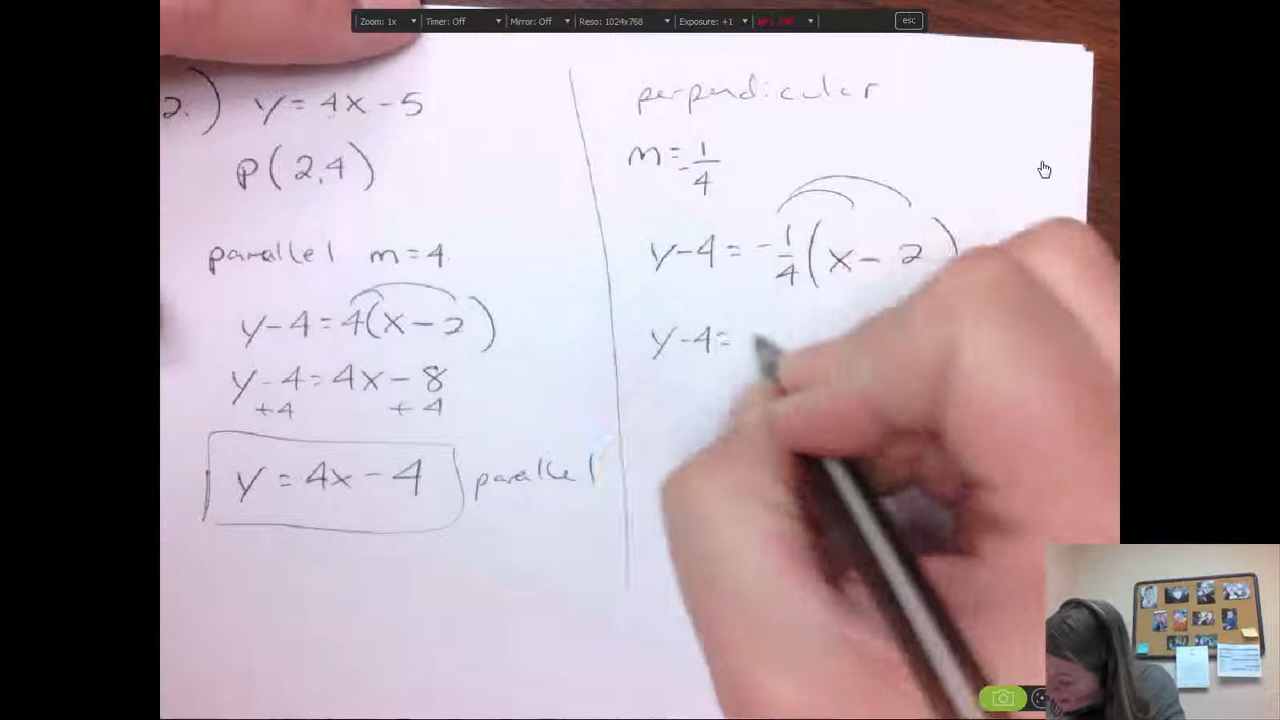 Zoom: 1x Timer: Off Mirror: Off Reso: 1024x768 Exposure: +1 esc
2.) y = 4x - 5
P(2,4)
parallel m = 4
y - 4 = 4(x - 2)
y - 4 = 4x - 8
+4 +4
y = 4x - 4 parallel
perpendicular
m = -1/4
y - 4 = -1/4(x - 2)
y - 4 =